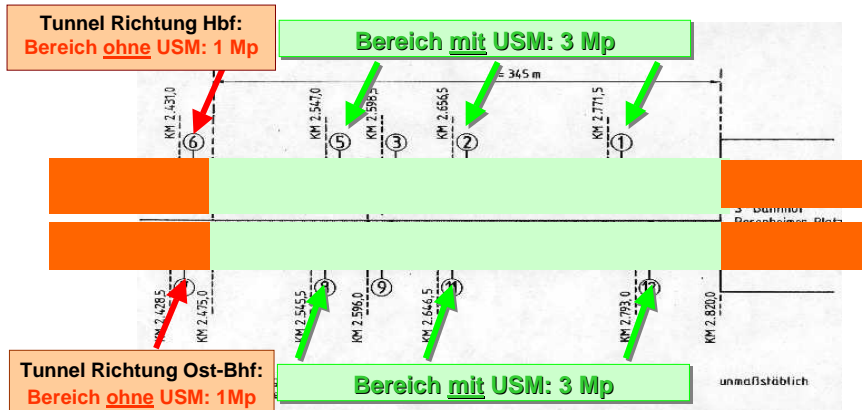 Tunnel Richtung Hbf:
Bereich ohne USM: 1 Mp
Bereich mit USM: 3 Mp
= 345 m
KM 2.431,0
KM 2.547,0
KM 2.598,5
KM 2.656,5
KM 2.771,5
6
5
3
2
1
Bahnhof
7
8
9
11
12
KM 2.428,5
KM 2.475,0
KM 2.545,5
KM 2.596,0
KM 2.646,5
KM 2.793,0
KM 2.820,0
Tunnel Richtung Ost-Bhf:
Bereich ohne USM: 1Mp
Bereich mit USM: 3 Mp
unmaßstäblich